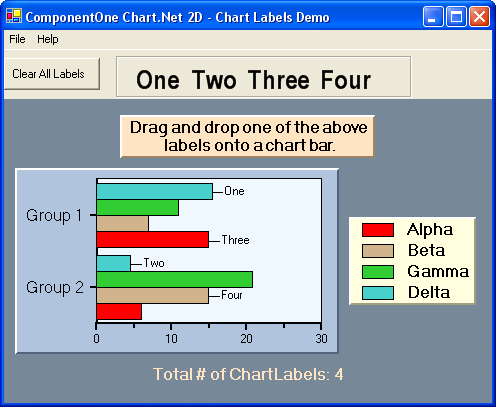 ComponentOne Chart.Net 2D - Chart Labels Demo
File Help
Clear All Labels
One Two Three Four
Drag and drop one of the above
labels onto a chart bar.
One
Group 1
Three
Two
Group 2
Four
0 10 20 30
Alpha
Beta
Gamma
Delta
Total # of ChartLabels: 4